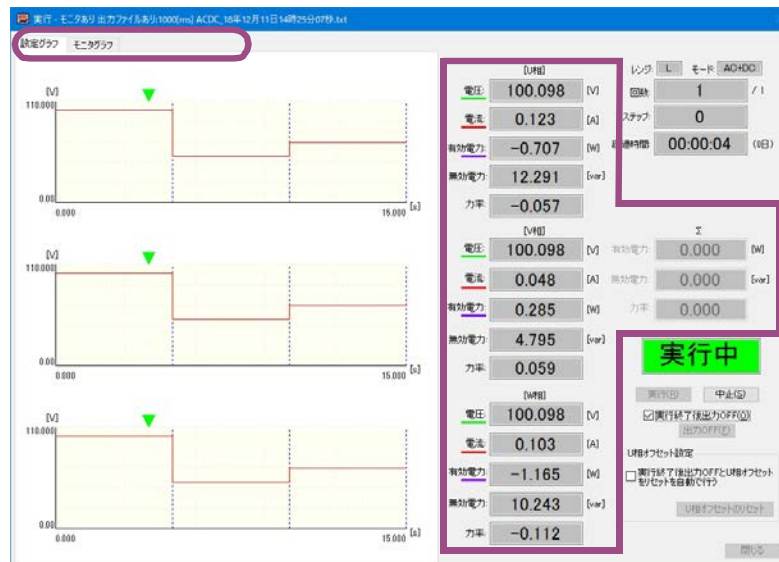 実行 - モニタあり 出力ファイルあり:1000[ms] ACDC_18年12月11日14時25分07秒.txt
設定グラフ モニタグラフ
[V]
110.000
0.00
0.000
15.000 [s]
[V]
110.000
0.00
0.000
15.000 [s]
[V]
110.000
0.00
0.000
15.000 [s]
[U相]
電圧: 100.098 [V]
電流: 0.123 [A]
有効電力: -0.707 [W]
無効電力: 12.291 [var]
力率: -0.057
[V相]
電圧: 100.098 [V]
電流: 0.048 [A]
有効電力: 0.285 [W]
無効電力: 4.795 [var]
力率: 0.059
[W相]
電圧: 100.098 [V]
電流: 0.103 [A]
有効電力: -1.165 [W]
無効電力: 10.243 [var]
力率: -0.112
レンジ: L モード: AC+DC
回数: 1 / 1
ステップ: 0
経過時間: 00:00:04 (0日)
Σ
有効電力: 0.000 [W]
無効電力: 0.000 [var]
力率: 0.000
実行中
実行(R) 中止(S)
実行終了後出力OFF(O)
出力OFF(F)
U相オフセット設定
実行終了後出力OFFとU相オフセット
をリセットを自動で行う
U相オフセットのリセット
閉じる